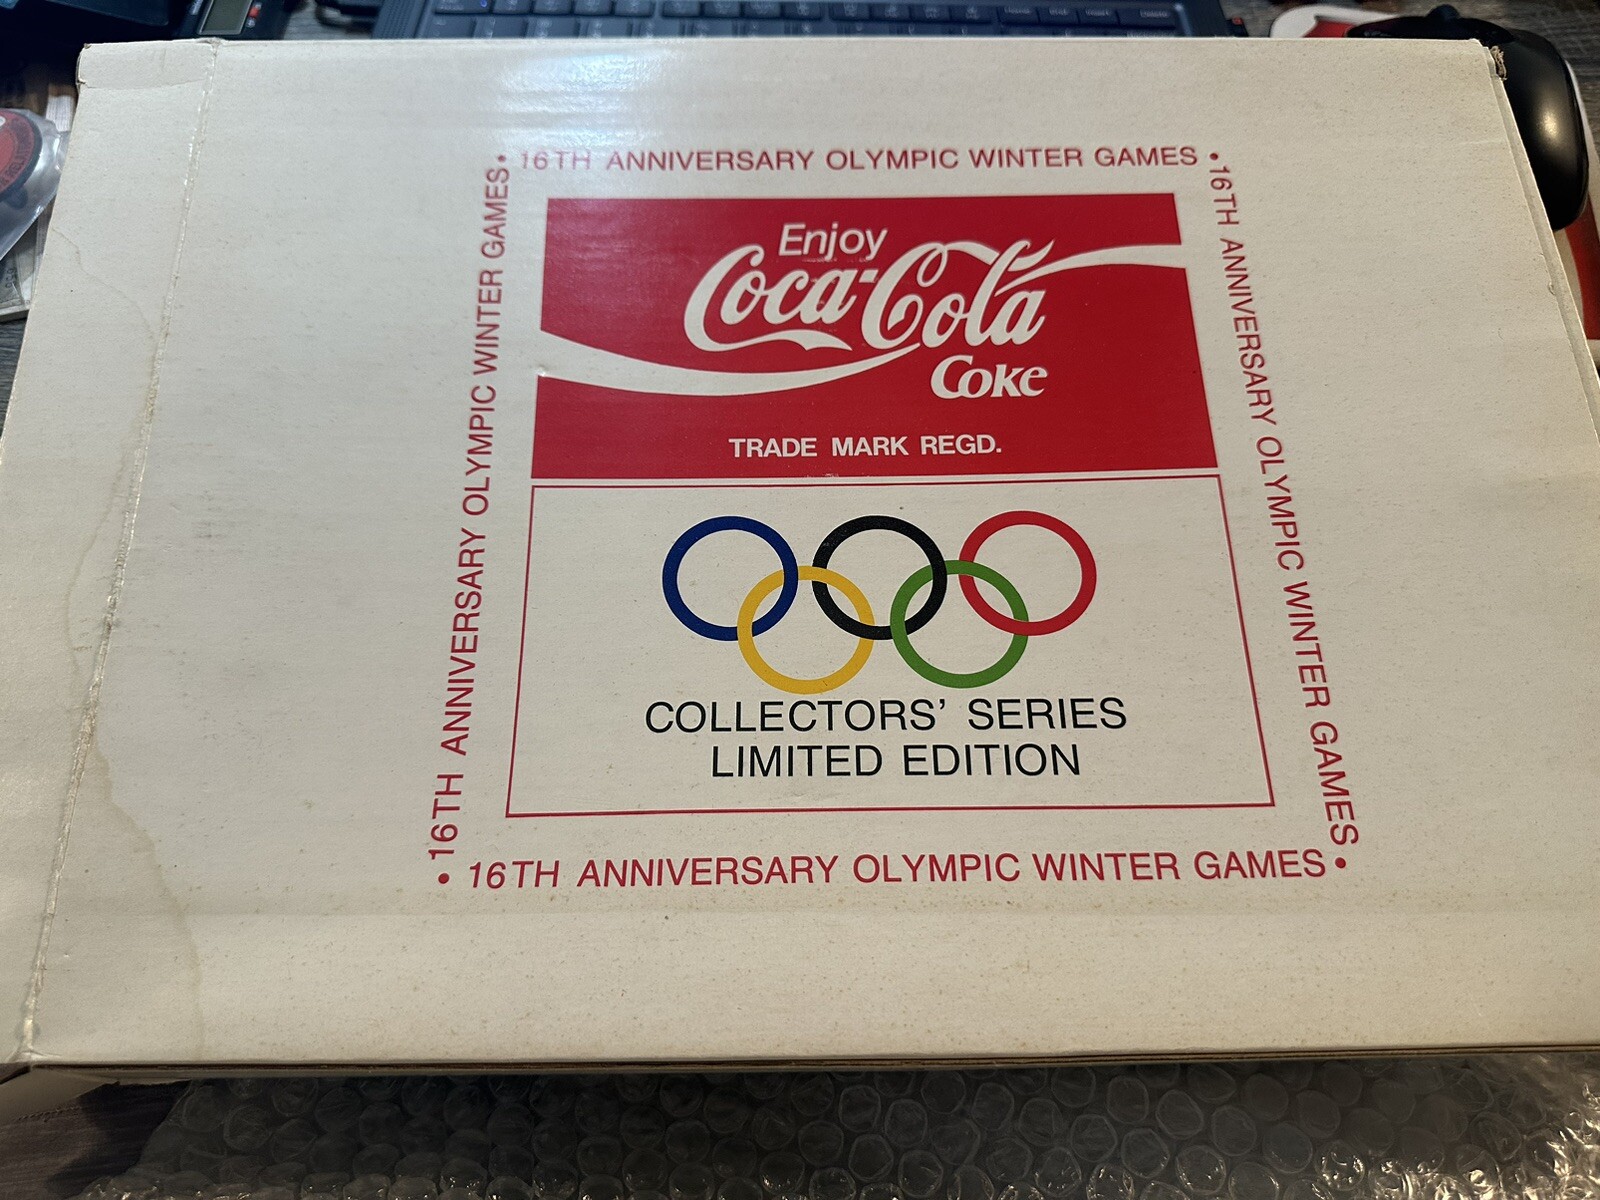 • 16TH ANNIVERSARY OLYMPIC WINTER GAMES •
16TH ANNIVERSARY OLYMPIC WINTER GAMES
16TH ANNIVERSARY OLYMPIC WINTER GAMES
Enjoy
Coca-Cola
Coke
TRADE MARK REGD.
COLLECTORS' SERIES
LIMITED EDITION
• 16TH ANNIVERSARY OLYMPIC WINTER GAMES •